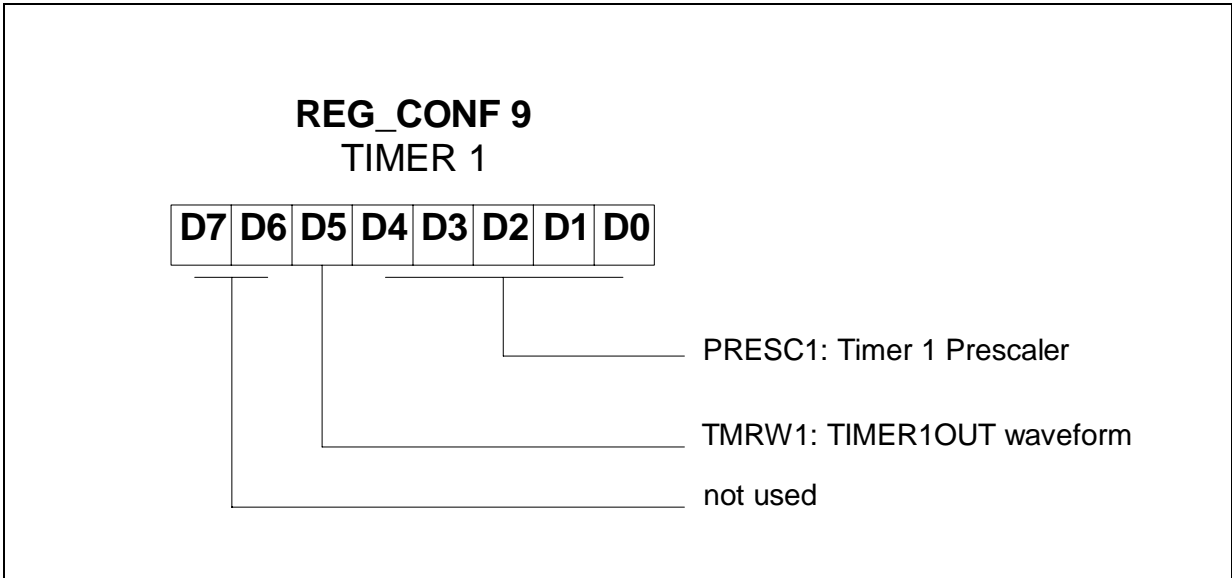 REG_CONF 9
TIMER 1
D7 D6 D5 D4 D3 D2 D1 D0
PRESC1: Timer 1 Prescaler
TMRW1: TIMER1OUT waveform
not used